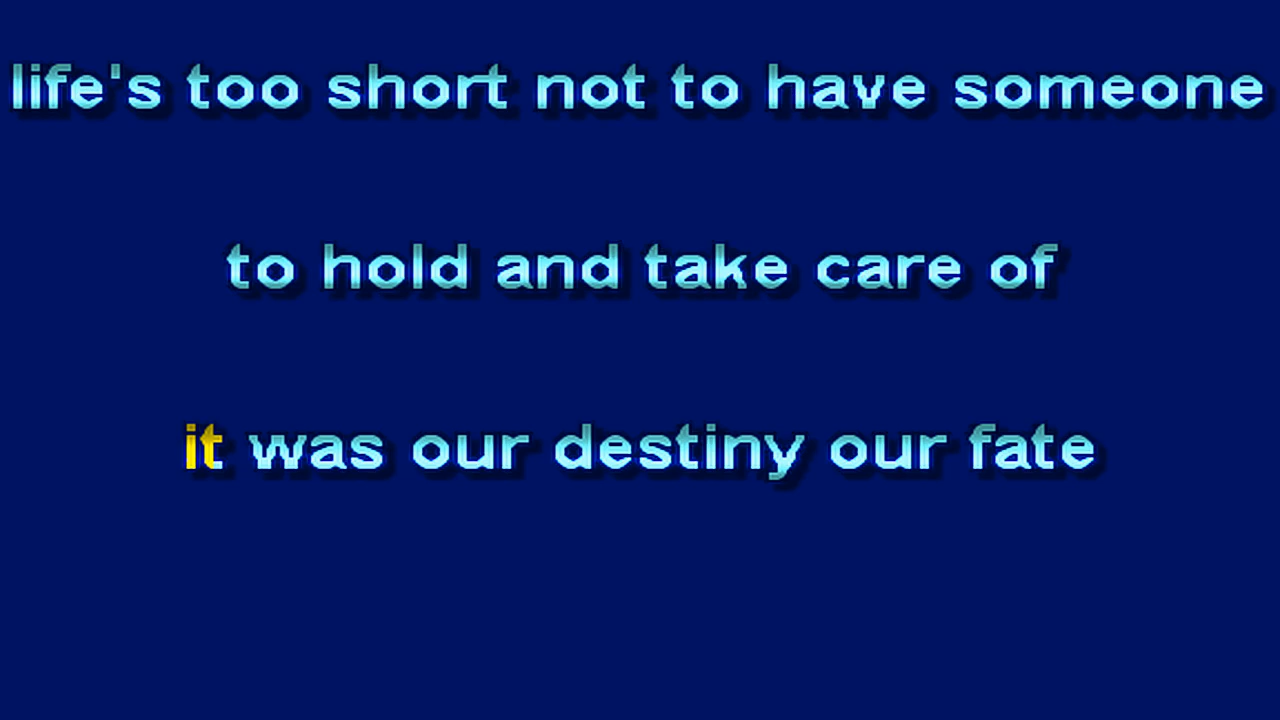 life's too short not to have someone
to hold and take care of
it was our destiny our fate